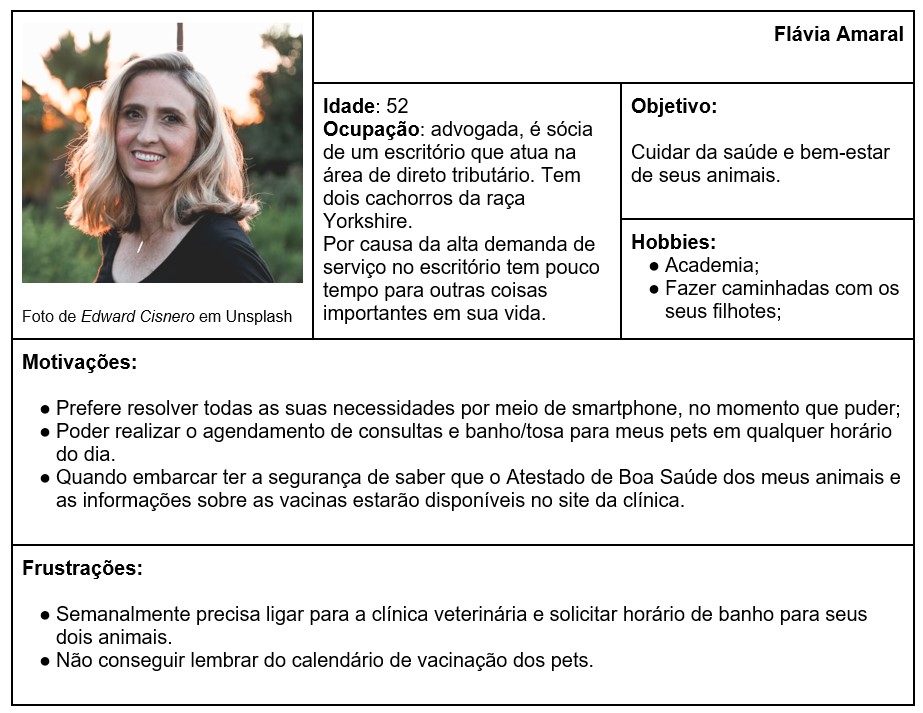 Flávia Amaral
Foto de Edward Cisnero em Unsplash
Idade: 52
Ocupação: advogada, é sócia
de um escritório que atua na
área de direto tributário. Tem
dois cachorros da raça
Yorkshire.
Por causa da alta demanda de
serviço no escritório tem pouco
tempo para outras coisas
importantes em sua vida.
Objetivo:
Cuidar da saúde e bem-estar
de seus animais.
Hobbies:
● Academia;
● Fazer caminhadas com os
seus filhotes;
Motivações:
● Prefere resolver todas as suas necessidades por meio de smartphone, no momento que puder;
● Poder realizar o agendamento de consultas e banho/tosa para meus pets em qualquer horário
do dia.
● Quando embarcar ter a segurança de saber que o Atestado de Boa Saúde dos meus animais e
as informações sobre as vacinas estarão disponíveis no site da clínica.
Frustrações:
● Semanalmente precisa ligar para a clínica veterinária e solicitar horário de banho para seus
dois animais.
● Não conseguir lembrar do calendário de vacinação dos pets.